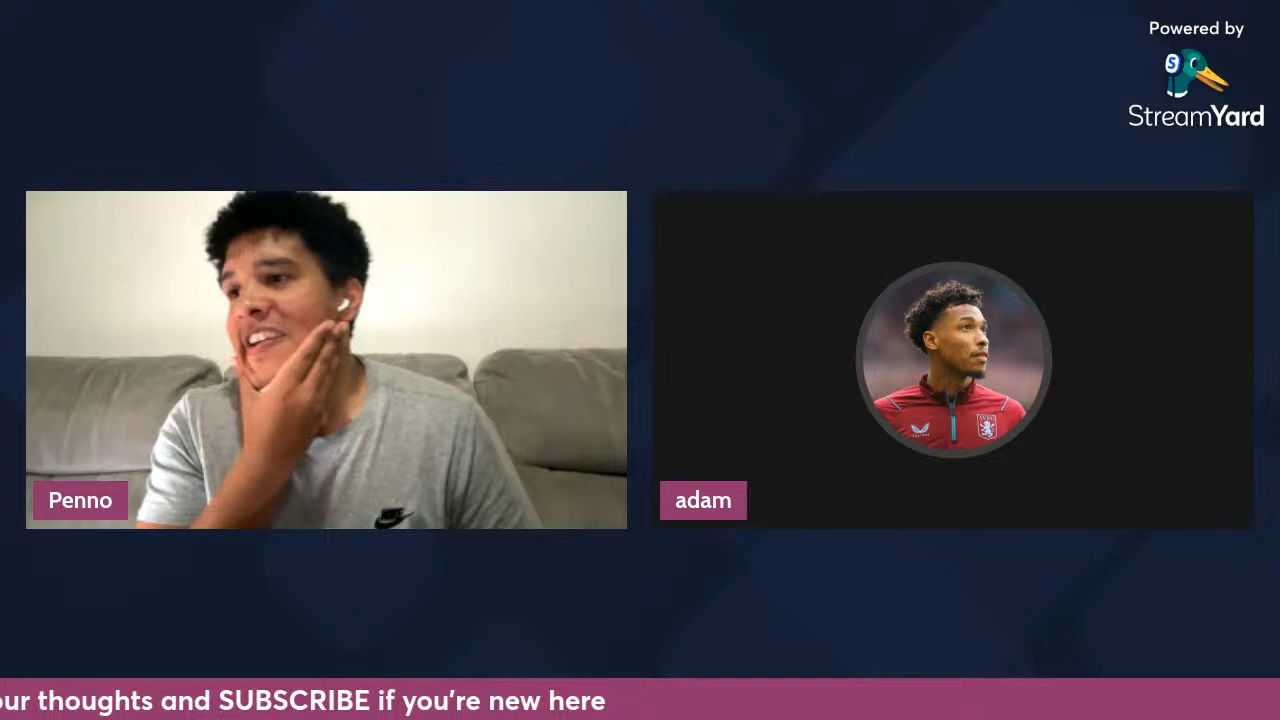 Powered by
S
StreamYard
Penno
adam
our thoughts and SUBSCRIBE if you're new here